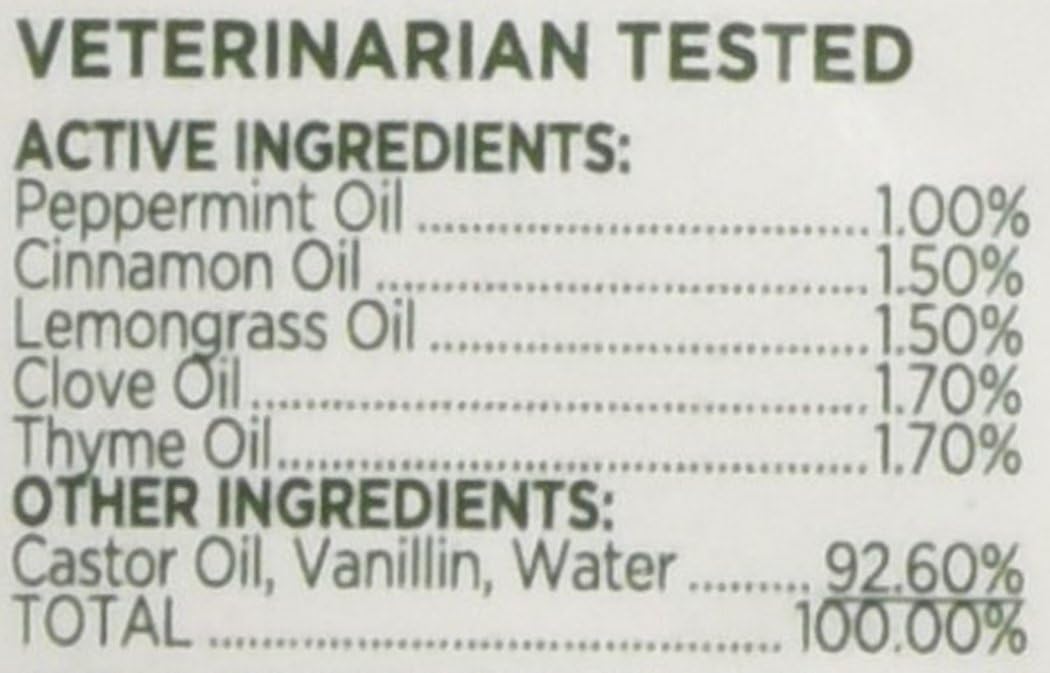 VETERINARIAN TESTED
ACTIVE INGREDIENTS:
Peppermint Oil ........................................ 1.00%
Cinnamon Oil ........................................... 1.50%
Lemongrass Oil ....................................... 1.50%
Clove Oil ...................................................... 1.70%
Thyme Oil .................................................... 1.70%
OTHER INGREDIENTS:
Castor Oil, Vanillin, Water .......... 92.60%
TOTAL .................................................. 100.00%